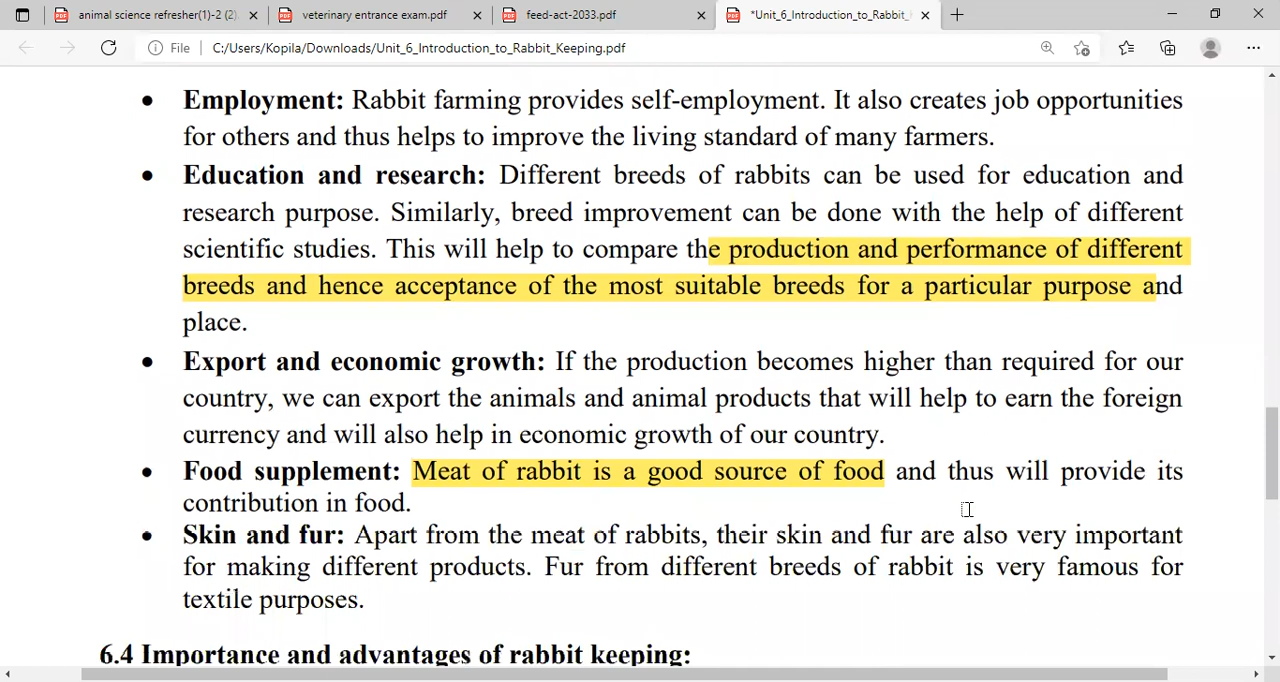 animal science refresher(1)-2 (2)
veterinary entrance exam.pdf
feed-act-2033.pdf
*Unit_6_Introduction_to_Rabbit_
File
C:/Users/Kopila/Downloads/Unit_6_Introduction_to_Rabbit_Keeping.pdf
• Employment: Rabbit farming provides self-employment. It also creates job opportunities
for others and thus helps to improve the living standard of many farmers.
• Education and research: Different breeds of rabbits can be used for education and
research purpose. Similarly, breed improvement can be done with the help of different
scientific studies. This will help to compare the production and performance of different
breeds and hence acceptance of the most suitable breeds for a particular purpose and
place.
• Export and economic growth: If the production becomes higher than required for our
country, we can export the animals and animal products that will help to earn the foreign
currency and will also help in economic growth of our country.
• Food supplement: Meat of rabbit is a good source of food and thus will provide its
contribution in food.
• Skin and fur: Apart from the meat of rabbits, their skin and fur are also very important
for making different products. Fur from different breeds of rabbit is very famous for
textile purposes.
6.4 Importance and advantages of rabbit keeping: